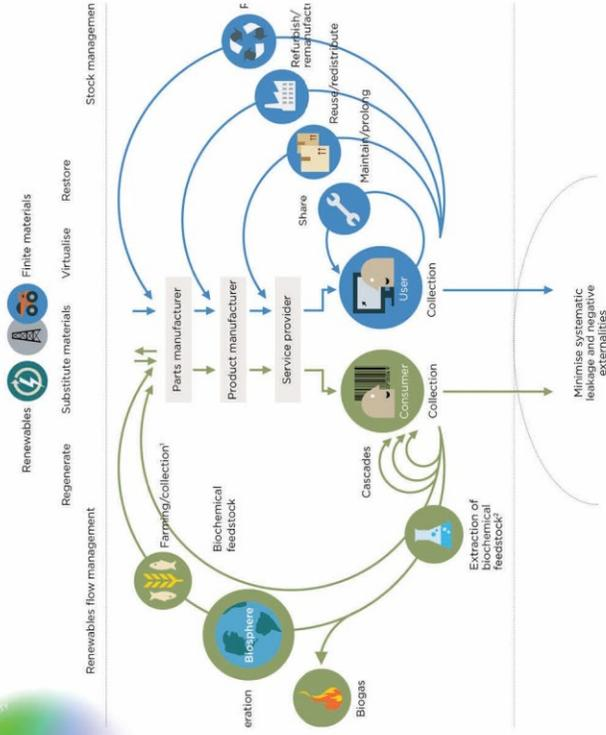 Renewables
Finite materials
Regenerate
Substitute materials
Virtualise
Restore
Renewables flow management
Stock management
Farming/collection¹
Biochemical
feedstock
Parts manufacturer
Product manufacturer
Service provider
Biosphere
eration
Biogas
Cascades
Extraction of
biochemical
feedstock²
Consumer
Collection
User
Collection
Share
Maintain/prolong
Reuse/redistribute
Refurbish/
Minimise systematic
leakage and negative
externalities